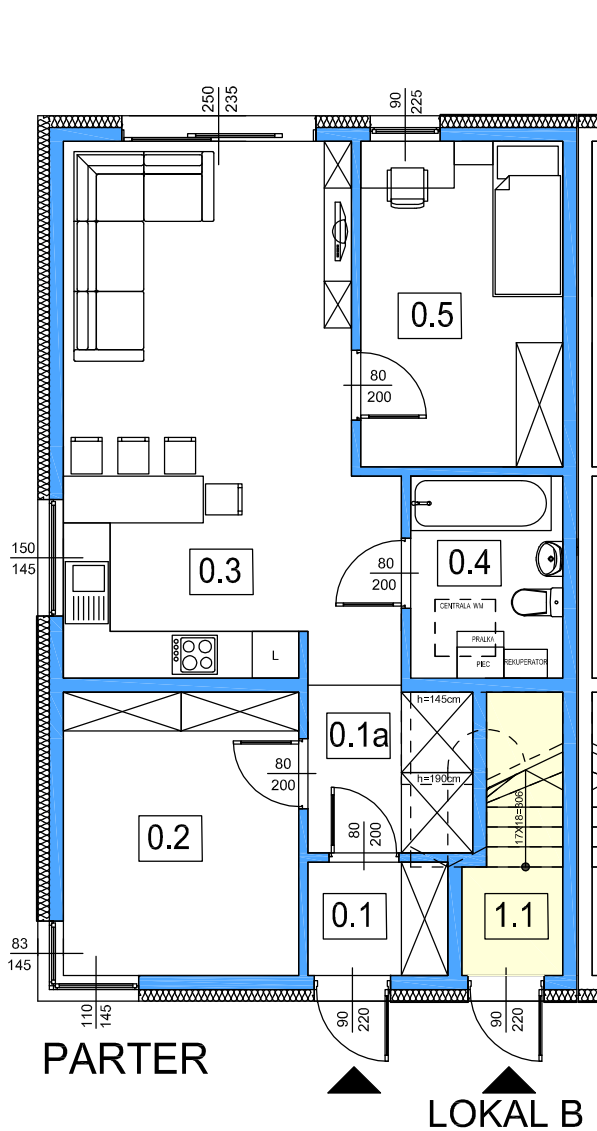 250
235
90
225
0.5
80
200
150
145
0.3
80
200
0.4
CENTRALA WM
PRALKA
PIEC
REKUPERATOR
L
h=145cm
0.1a
80
200
h=190cm
17X18=306
0.2
80
200
0.1
1.1
83
145
110
145
90
220
90
220
PARTER
LOKAL B